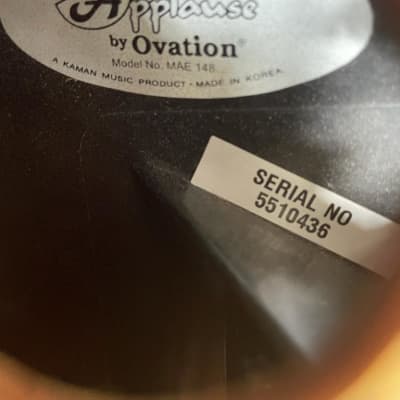 Applause
by Ovation®
Model No. MAE 148
A KAMAN MUSIC PRODUCT • MADE IN KOREA
SERIAL NO
5510436